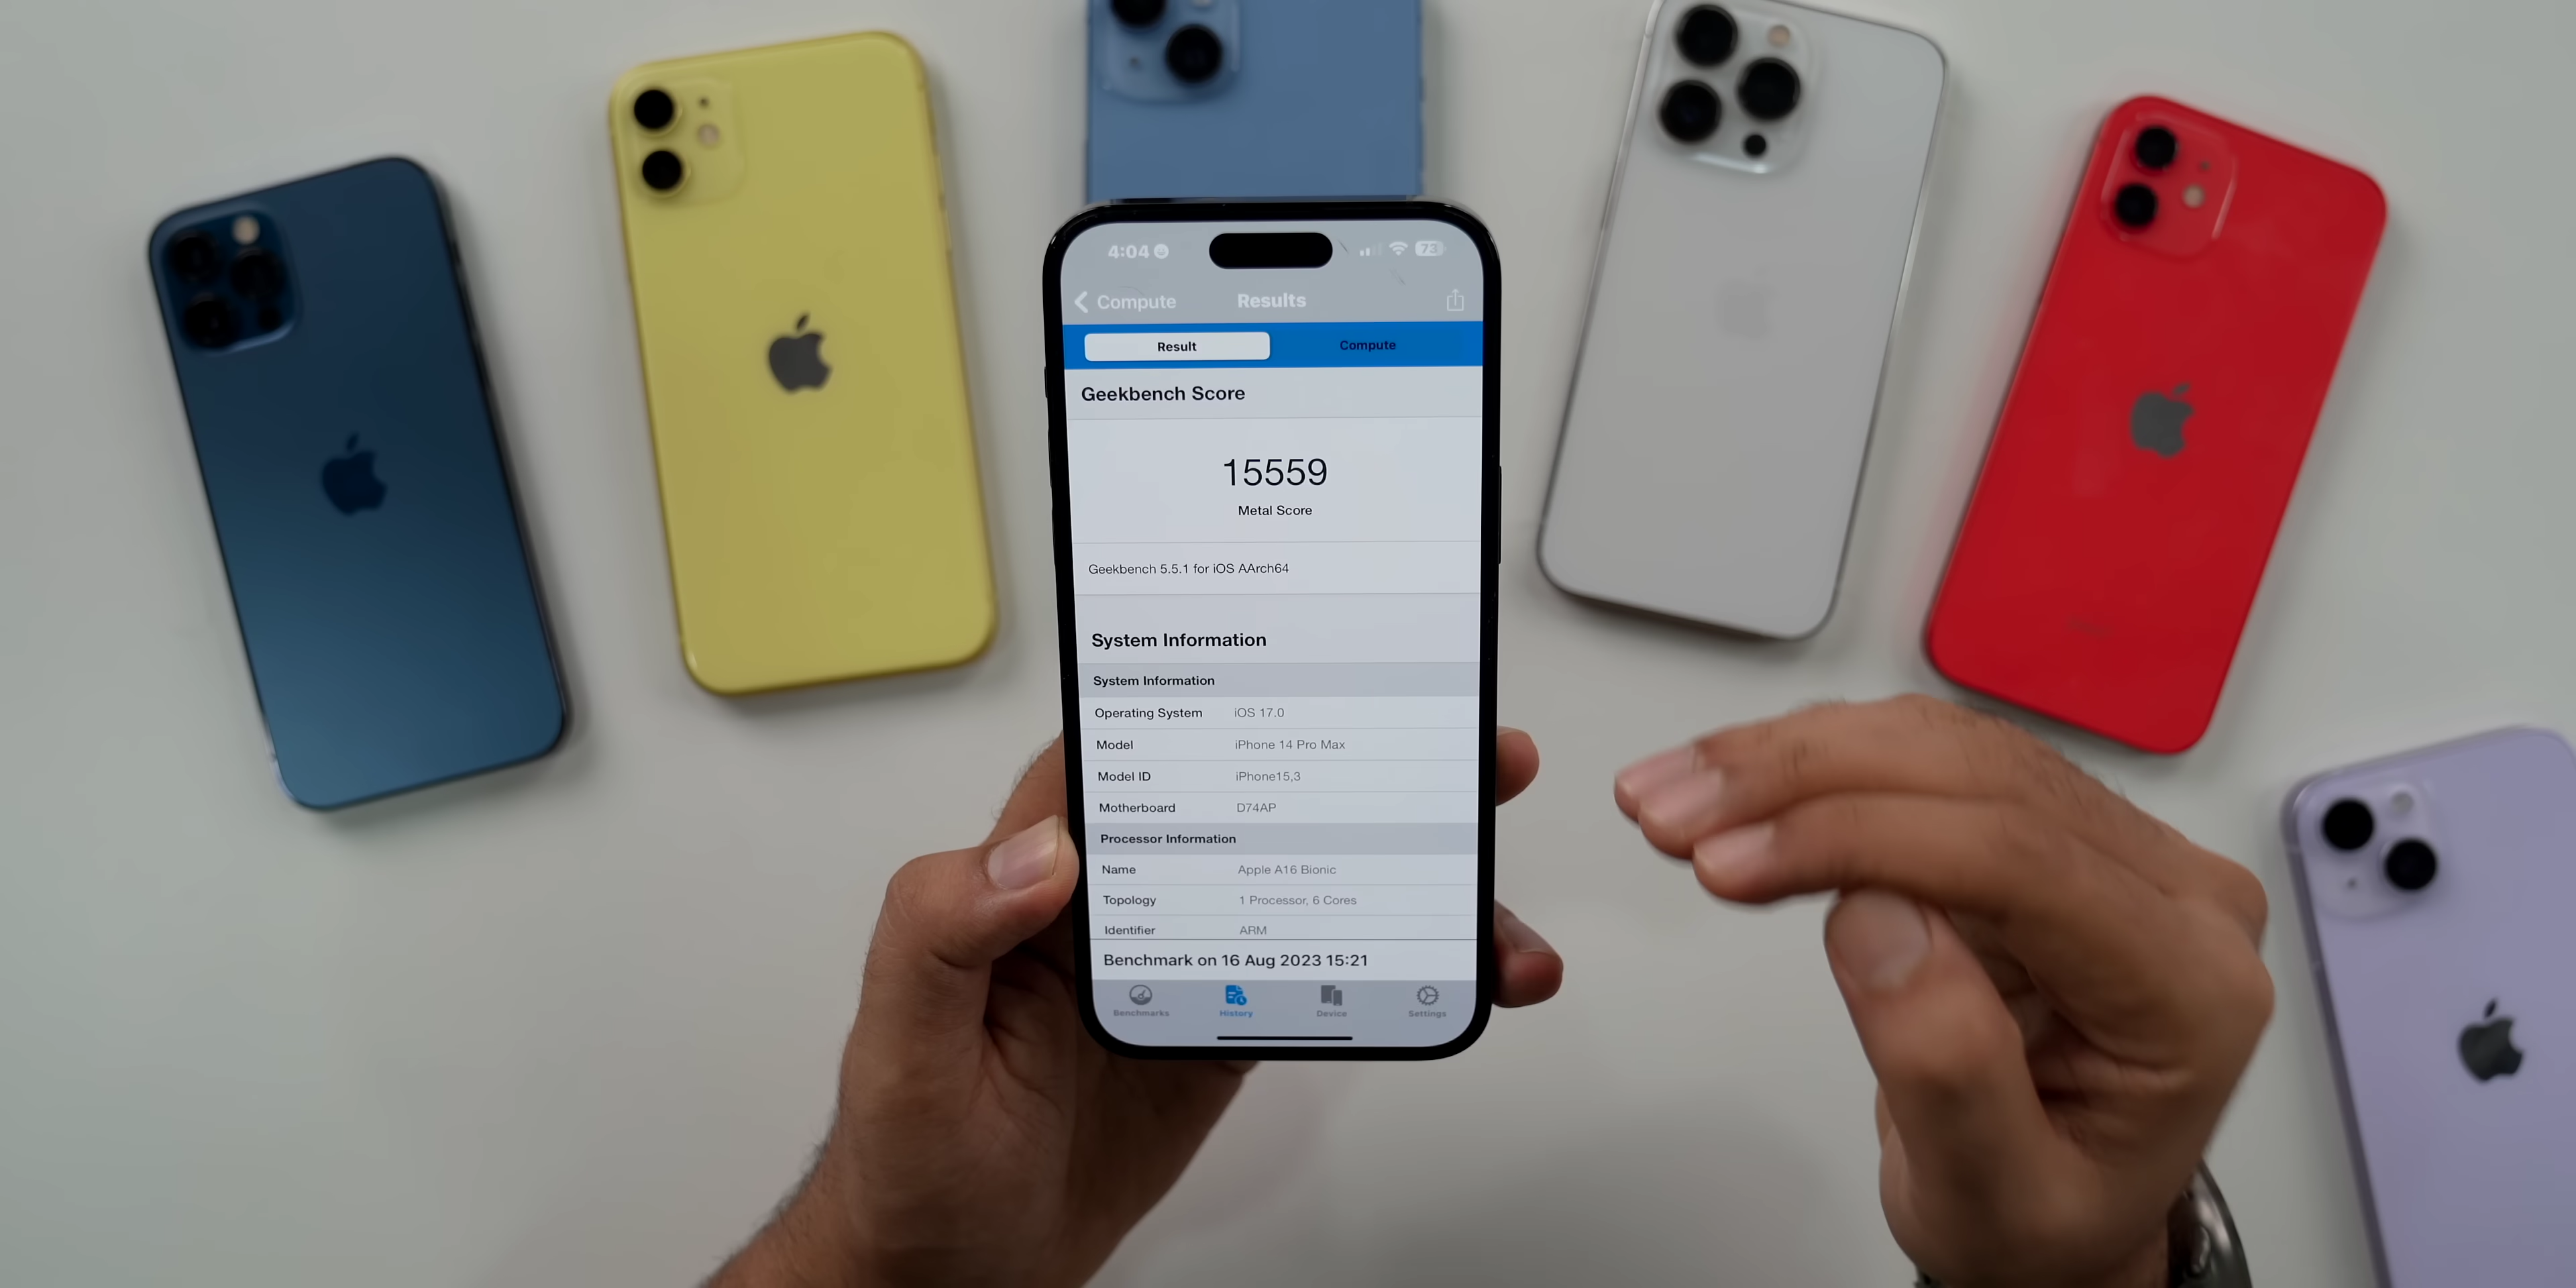 4:04 73
Compute Results
Result Compute
Geekbench Score
15559
Metal Score
Geekbench 5.5.1 for iOS AArch64
System Information
System Information
Operating System iOS 17.0
Model iPhone 14 Pro Max
Model ID iPhone15,3
Motherboard D74AP
Processor Information
Name Apple A16 Bionic
Topology 1 Processor, 6 Cores
Identifier ARM
Benchmark on 16 Aug 2023 15:21
Benchmarks History Device Settings